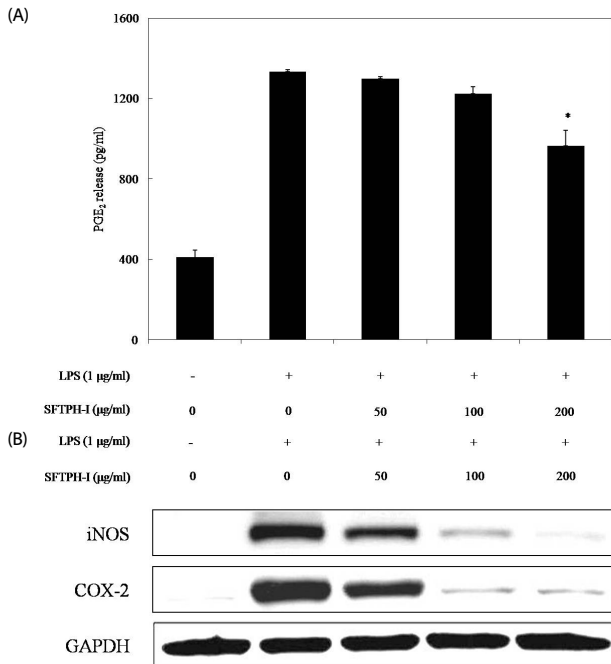 (A)
1600
1200
800
400
0
PGE₂ release (pg/ml)
*
LPS (1 µg/ml) - + + + +
SFTPH-I (µg/ml) 0 0 50 100 200
(B)
LPS (1 µg/ml) - + + + +
SFTPH-I (µg/ml) 0 0 50 100 200
iNOS
COX-2
GAPDH